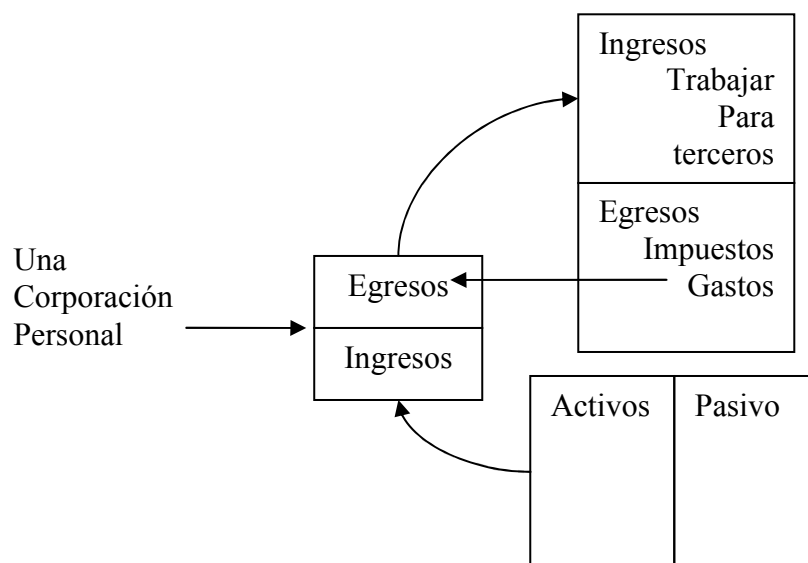 Ingresos
Trabajar
Para
terceros
Egresos
Impuestos
Gastos
Una
Corporación
Personal
Egresos
Ingresos
Activos
Pasivo